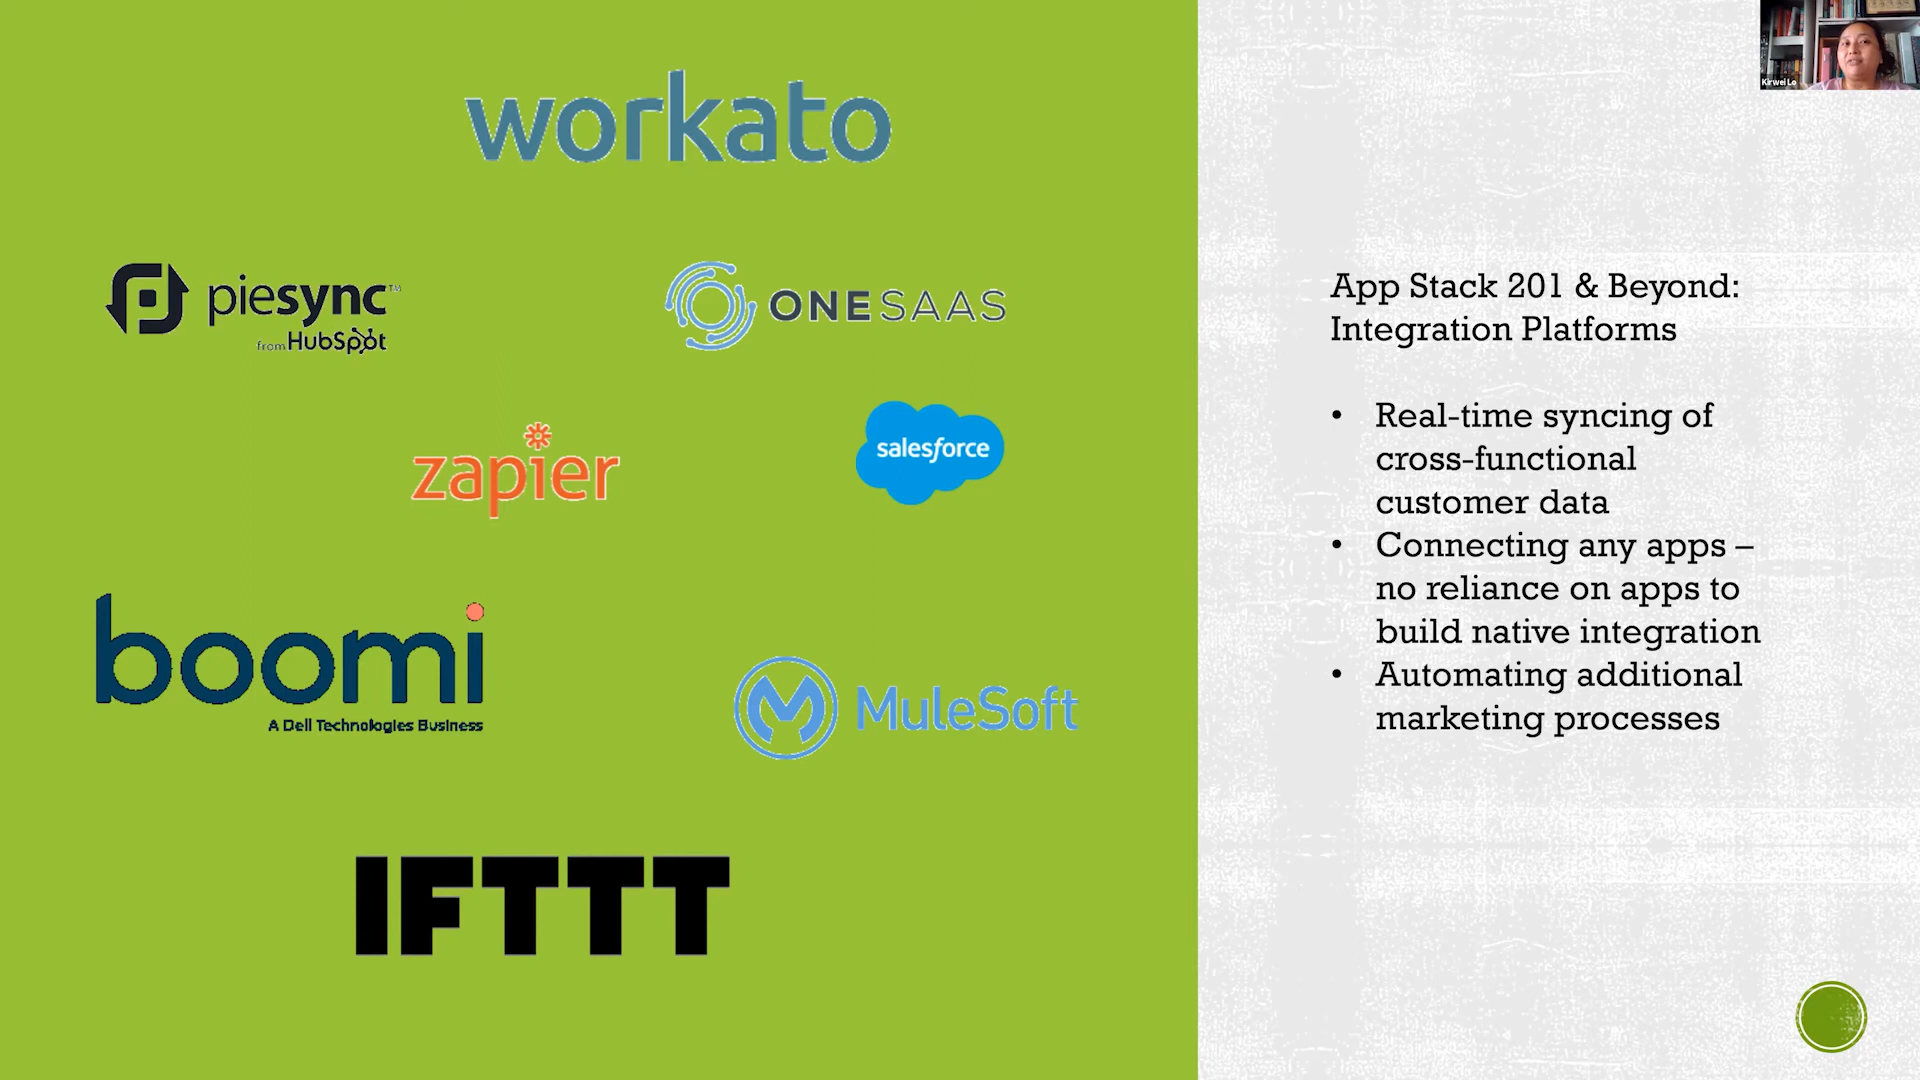 workato
piesync™
from HubSpot
ONESAAS
zapier
salesforce
boomi
A Dell Technologies Business
MuleSoft
IFTTT
Kirwei Lo
App Stack 201 & Beyond:
Integration Platforms
• Real-time syncing of
cross-functional
customer data
• Connecting any apps –
no reliance on apps to
build native integration
• Automating additional
marketing processes